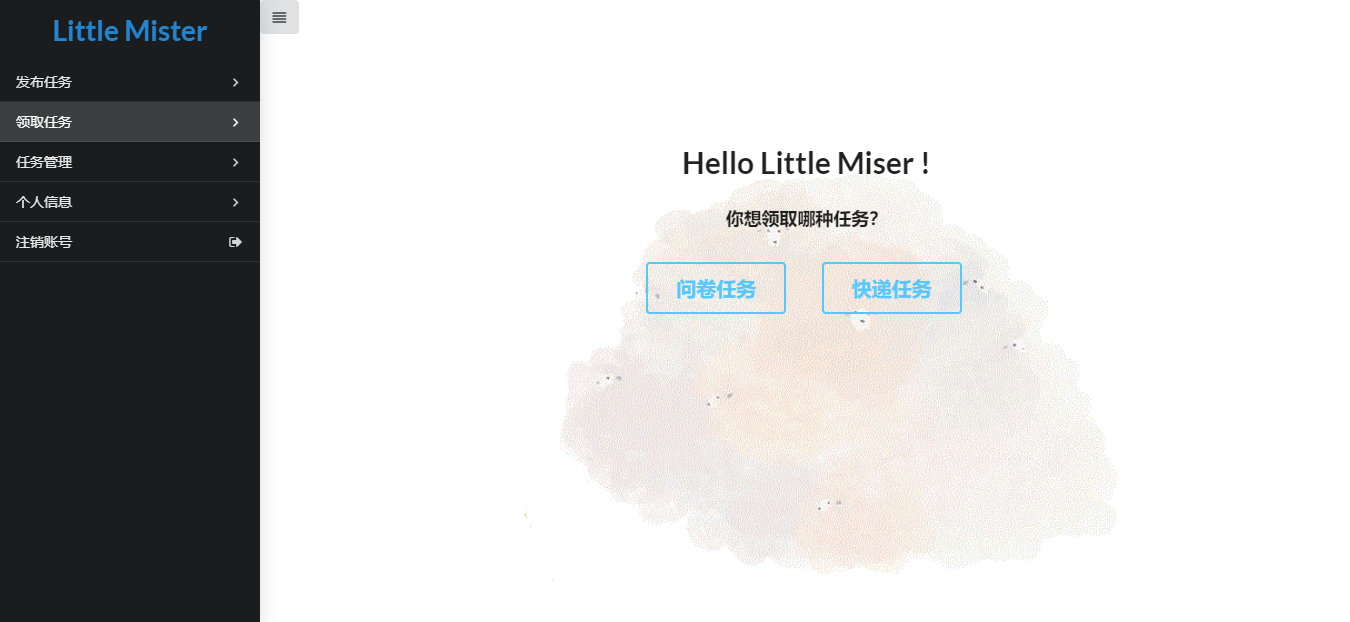 Little Mister
发布任务
领取任务
任务管理
个人信息
注销账号
Hello Little Miser !
你想领取哪种任务？
问卷任务
快递任务